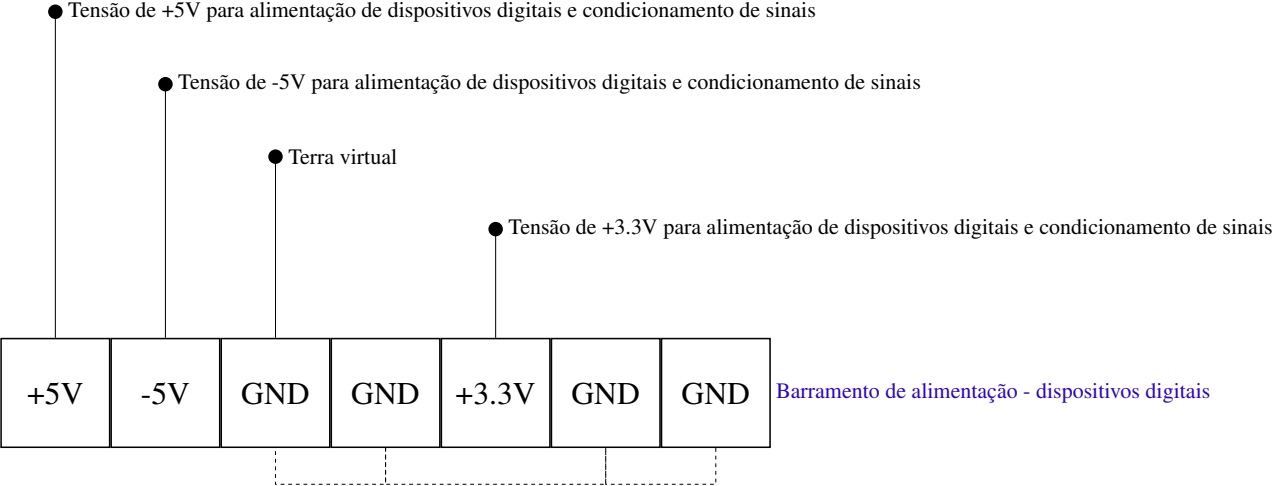 Tensão de +5V para alimentação de dispositivos digitais e condicionamento de sinais
Tensão de -5V para alimentação de dispositivos digitais e condicionamento de sinais
Terra virtual
Tensão de +3.3V para alimentação de dispositivos digitais e condicionamento de sinais
+5V -5V GND GND +3.3V GND GND Barramento de alimentação - dispositivos digitais